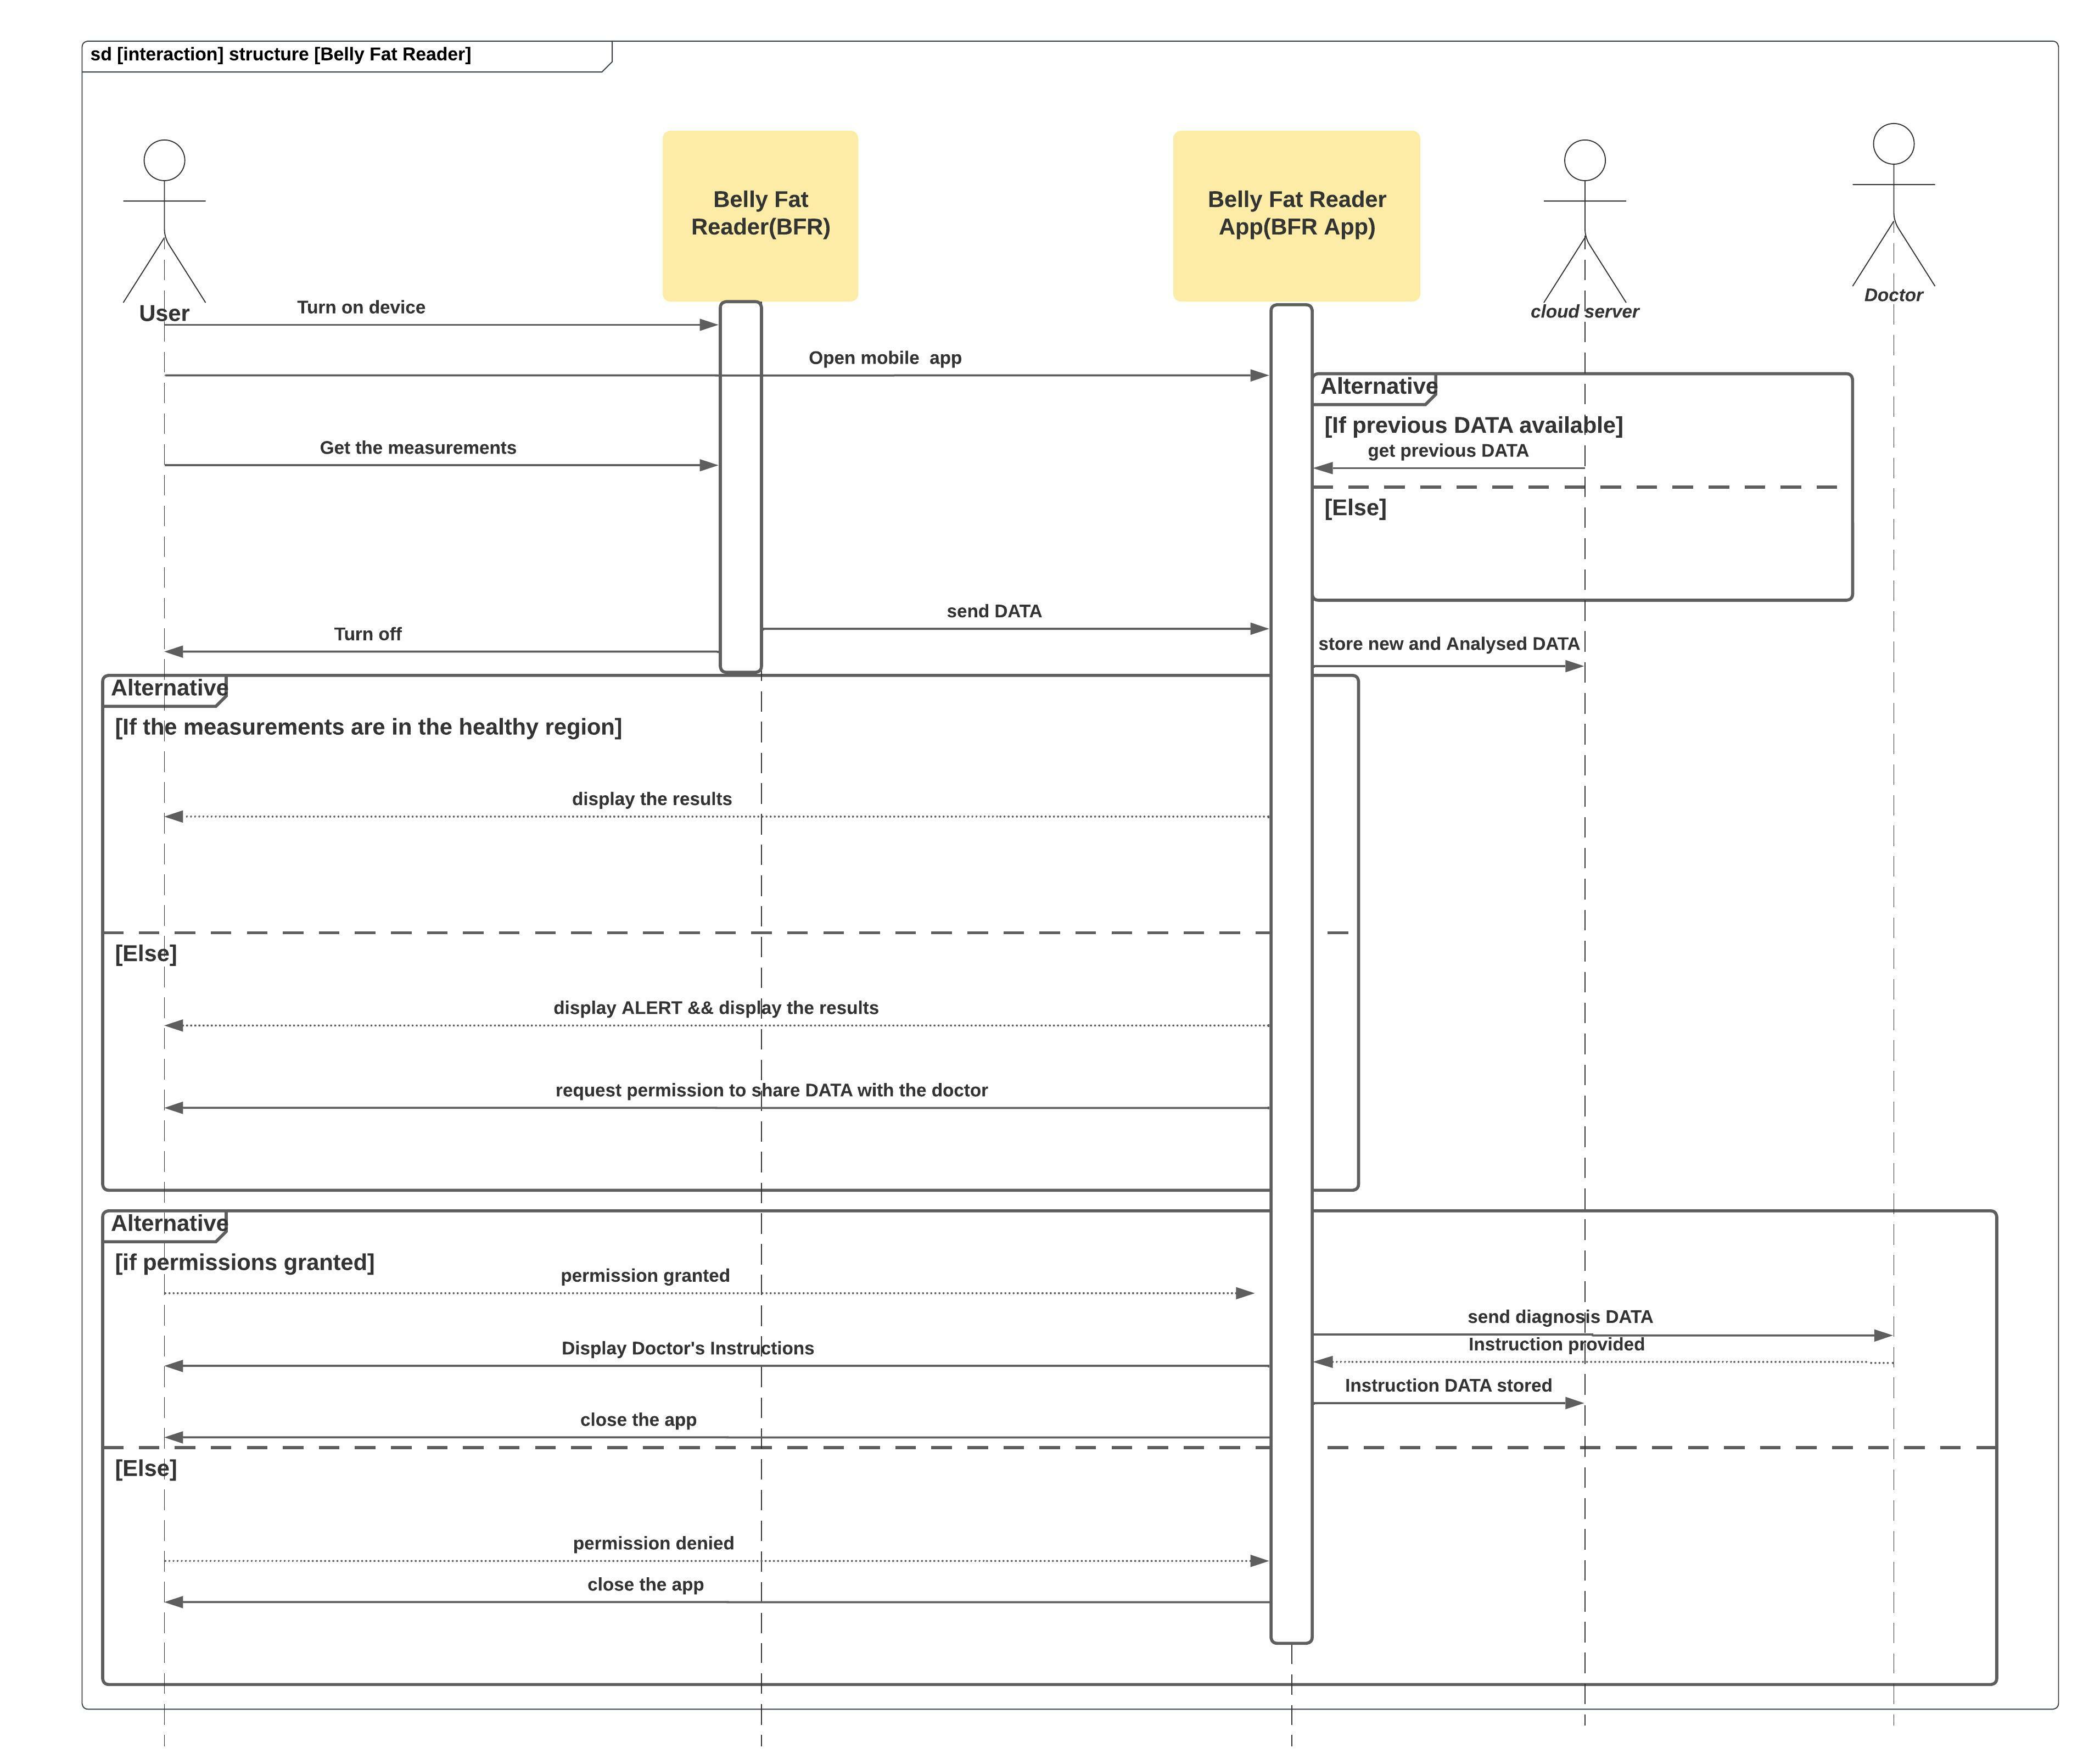 sd [interaction] structure [Belly Fat Reader]
Belly Fat
Reader(BFR)
Belly Fat Reader
App(BFR App)
User
cloud server
Doctor
Turn on device
Open mobile  app
Alternative
[If previous DATA available]
get previous DATA
Get the measurements
[Else]
send DATA
Turn off
store new and Analysed DATA
Alternative
[If the measurements are in the healthy region]
display the results
[Else]
display ALERT && display the results
request permission to share DATA with the doctor
Alternative
[if permissions granted]
permission granted
send diagnosis DATA
Instruction provided
Display Doctor's Instructions
Instruction DATA stored
close the app
[Else]
permission denied
close the app